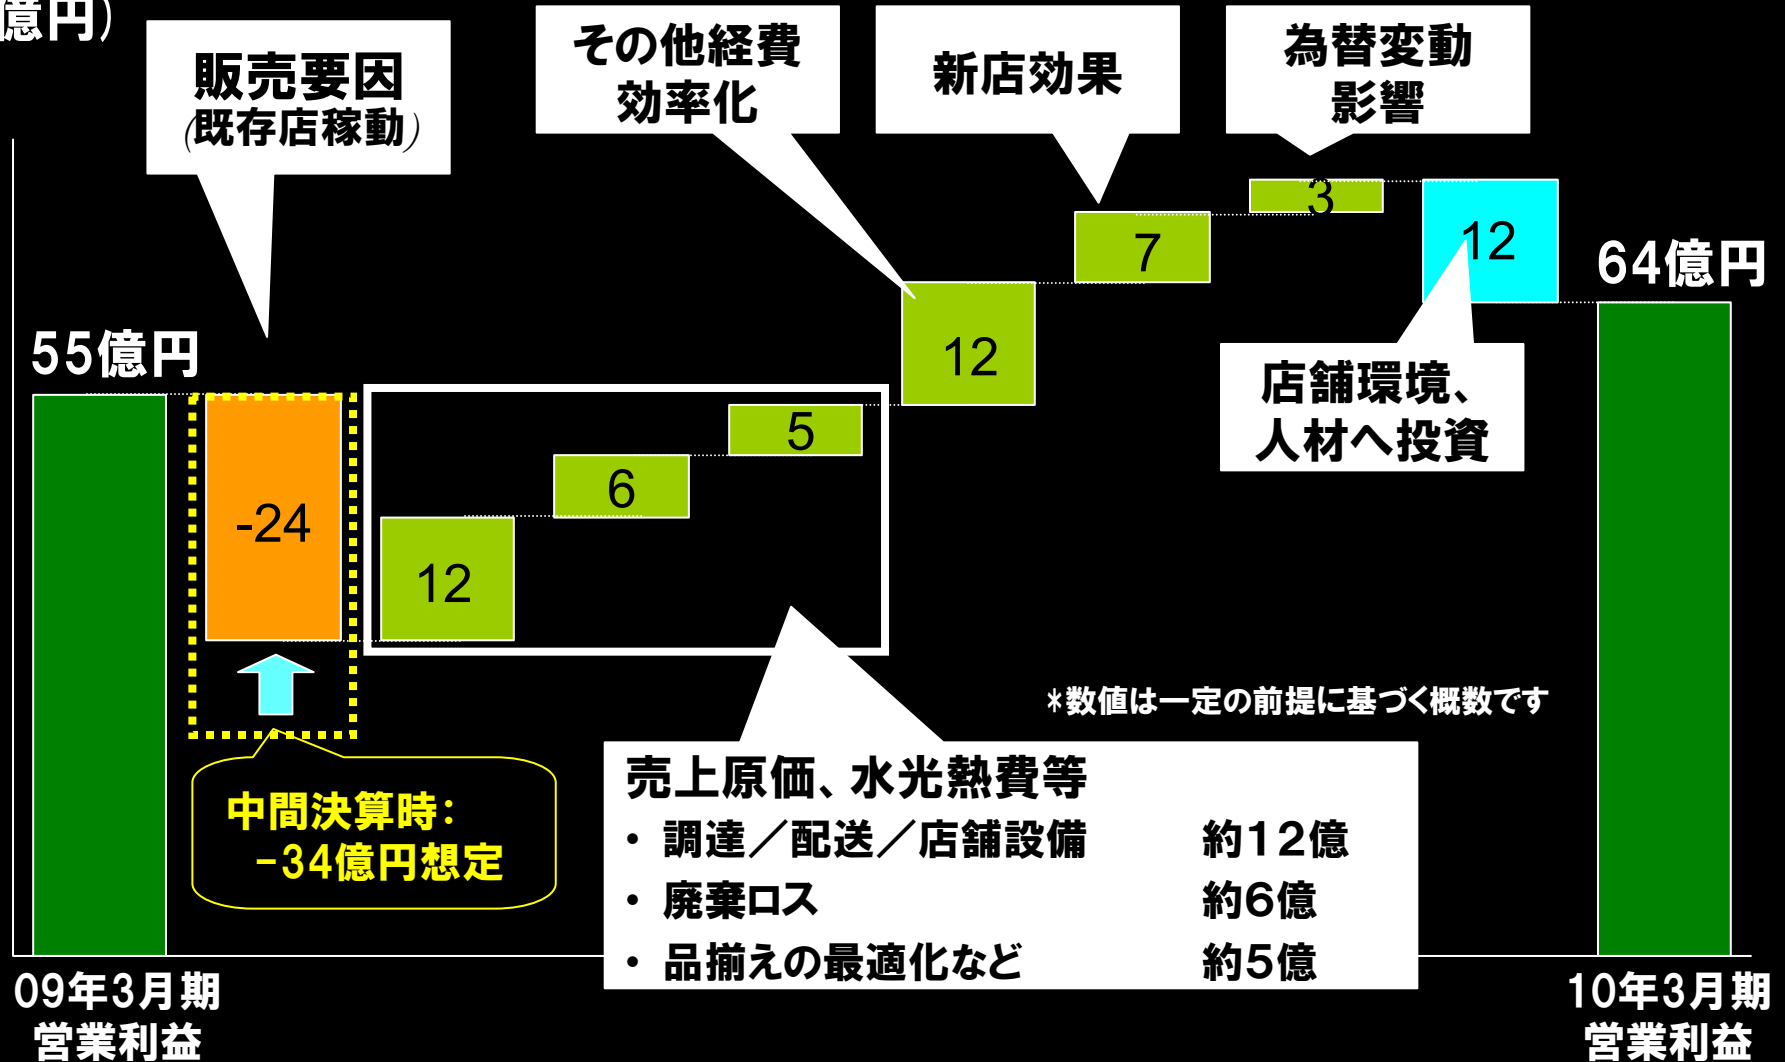 億円)
販売要因
(既存店稼動)
その他経費
効率化
新店効果
為替変動
影響
55億円
-24
12
6
5
12
7
3
12
64億円
店舗環境、
人材へ投資
*数値は一定の前提に基づく概数です
中間決算時:
-34億円想定
売上原価、水光熱費等
・ 調達/配送/店舗設備 約12億
・ 廃棄ロス 約6億
・ 品揃えの最適化など 約5億
09年3月期
営業利益
10年3月期
営業利益